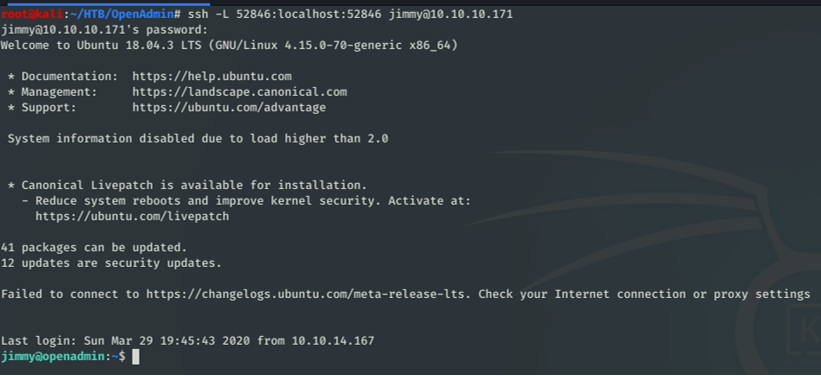 root@kali:~/HTB/OpenAdmin# ssh -L 52846:localhost:52846 jimmy@10.10.10.171
jimmy@10.10.10.171's password:
Welcome to Ubuntu 18.04.3 LTS (GNU/Linux 4.15.0-70-generic x86_64)
* Documentation:  https://help.ubuntu.com
* Management:     https://landscape.canonical.com
* Support:        https://ubuntu.com/advantage
System information disabled due to load higher than 2.0
* Canonical Livepatch is available for installation.
- Reduce system reboots and improve kernel security. Activate at:
https://ubuntu.com/livepatch
41 packages can be updated.
12 updates are security updates.
Failed to connect to https://changelogs.ubuntu.com/meta-release-lts. Check your Internet connection or proxy settings
Last login: Sun Mar 29 19:45:43 2020 from 10.10.14.167
jimmy@openadmin:~$